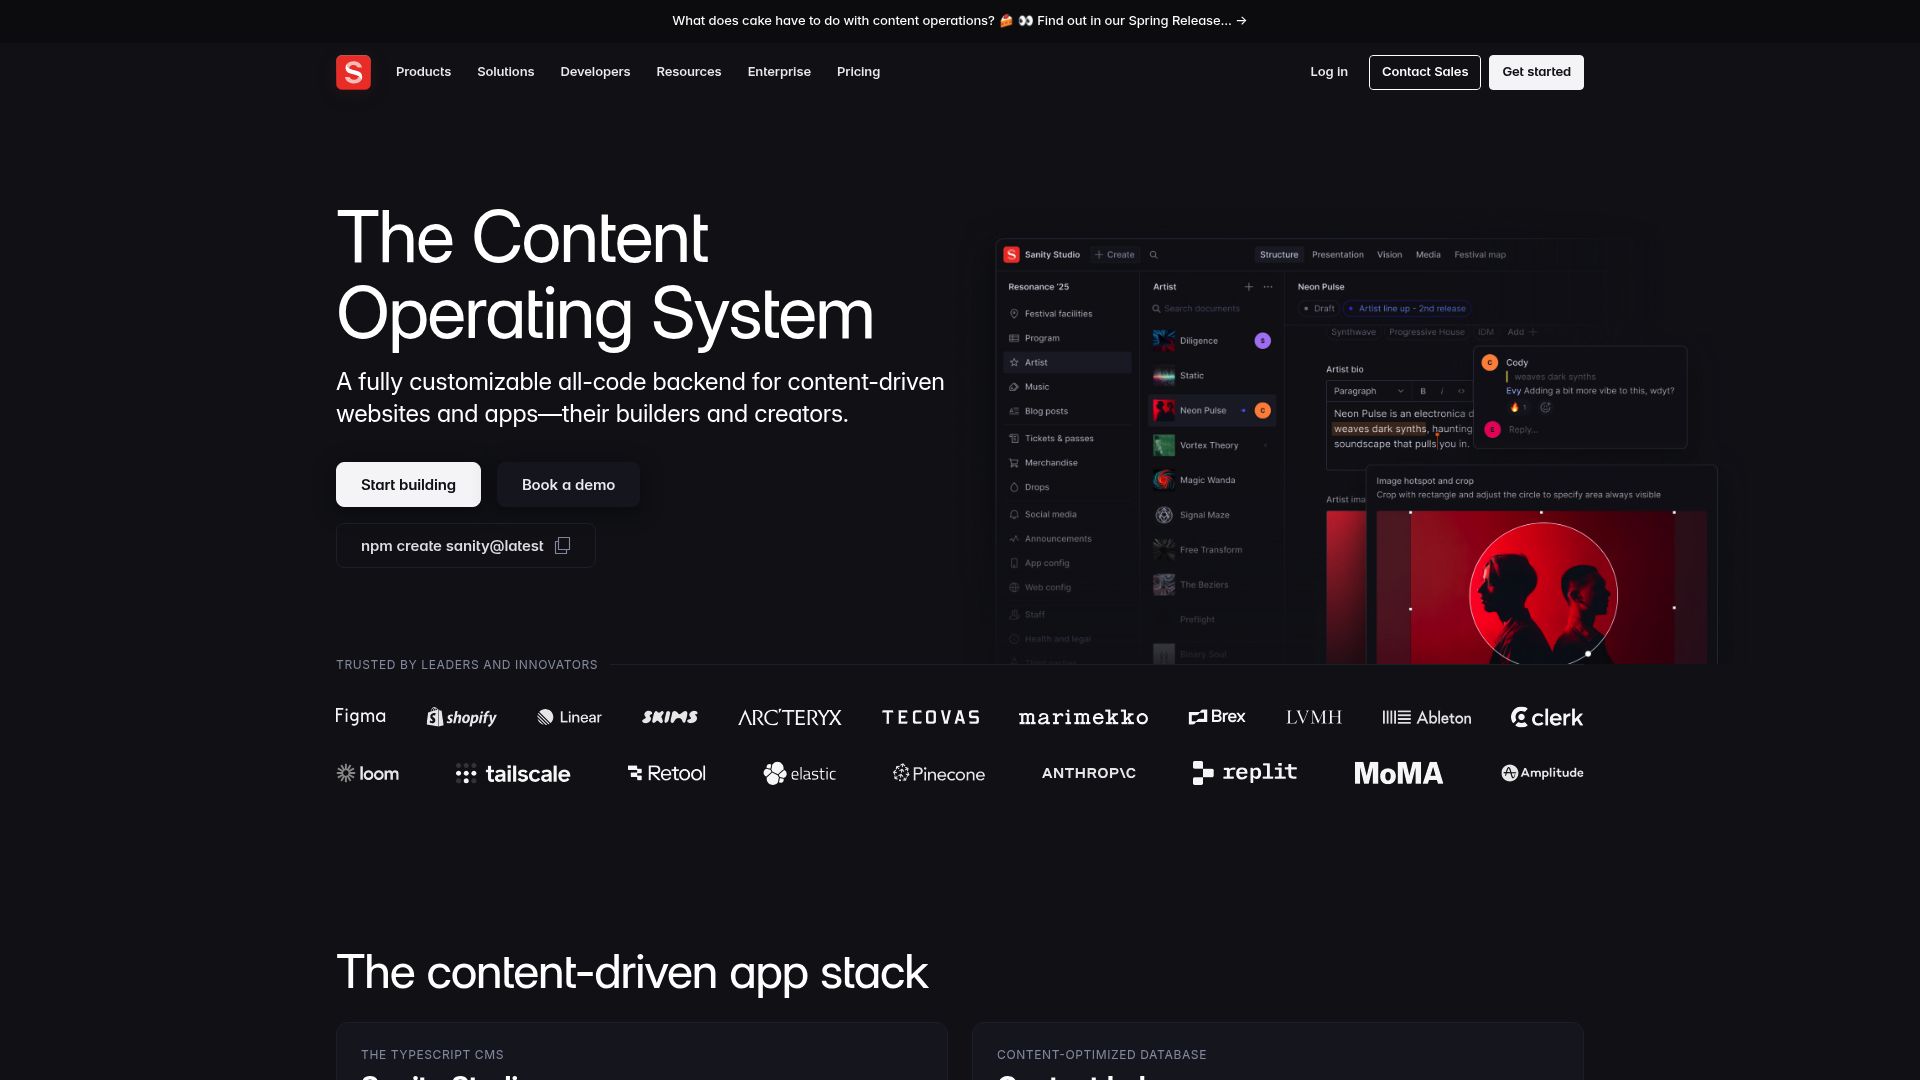 What does cake have to do with content operations? 🍰 👀 Find out in our Spring Release... →
S
Products
Solutions
Developers
Resources
Enterprise
Pricing
Log in
Contact Sales
Get started
The Content
Operating System
A fully customizable all-code backend for content-driven
websites and apps—their builders and creators.
Start building
Book a demo
npm create sanity@latest
S Sanity Studio
+ Create
Structure
Presentation
Vision
Media
Festival map
Resonance '25
Festival facilities
Program
Artist
Music
Blog posts
Tickets & passes
Merchandise
Drops
Social media
Announcements
App config
Web config
Staff
Health and legal
Third parties
Artist
Search documents
Diligence
S
Static
Neon Pulse
C
Vortex Theory
Magic Wanda
Signal Maze
Free Transform
The Beziers
Preflight
Binary Soul
Neon Pulse
Draft
Artist line up - 2nd release
Synthwave
Progressive House
IDM
Add +
Artist bio
Paragraph
B i <>
Neon Pulse is an electronica d
weaves dark synths, haunting
soundscape that pulls you in.
C Cody
weaves dark synths
Evy Adding a bit more vibe to this, wdyt?
🔥 1
Reply...
Artist ima
Image hotspot and crop
Crop with rectangle and adjust the circle to specify area always visible
TRUSTED BY LEADERS AND INNOVATORS
Figma
shopify
Linear
SKIMS
ARC'TERYX
TECOVAS
marimekko
Brex
LVMH
Ableton
clerk
loom
tailscale
Retool
elastic
Pinecone
ANTHROP\C
replit
MoMA
Amplitude
The content-driven app stack
THE TYPESCRIPT CMS
CONTENT-OPTIMIZED DATABASE
Sanity Studio